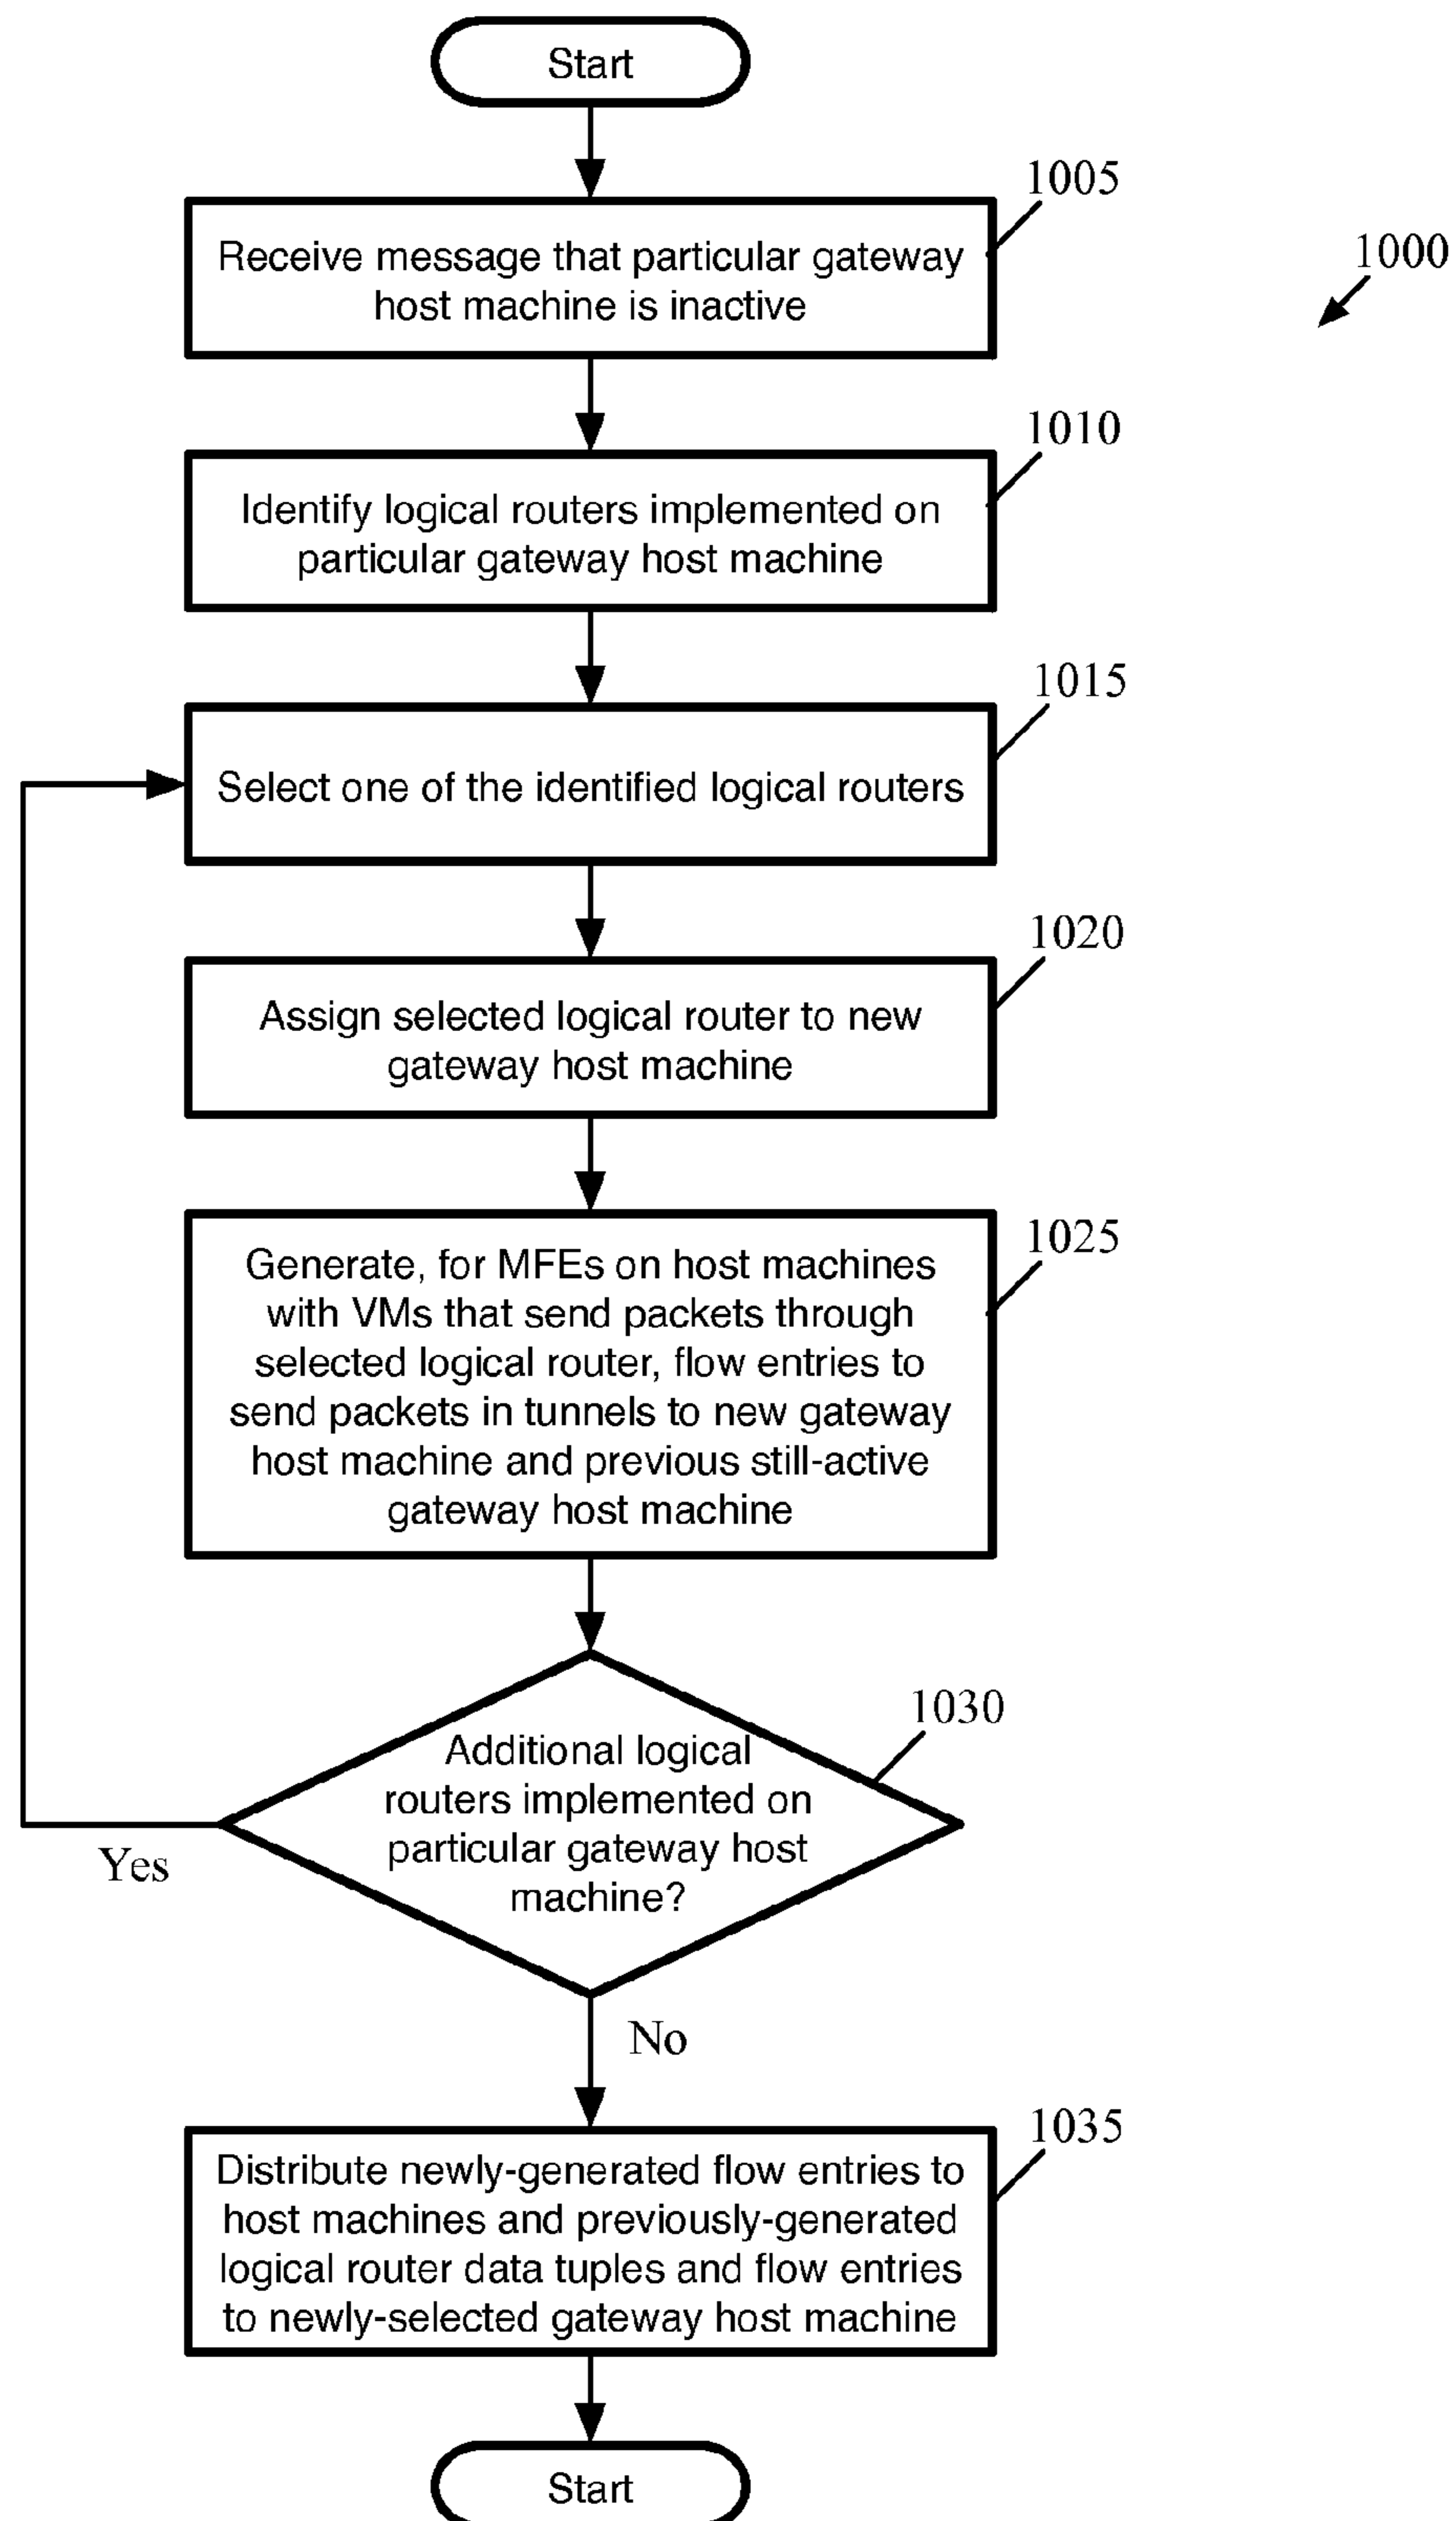 Start
1005
Receive message that particular gateway
host machine is inactive
1000
1010
Identify logical routers implemented on
particular gateway host machine
1015
Select one of the identified logical routers
1020
Assign selected logical router to new
gateway host machine
1025
Generate, for MFEs on host machines
with VMs that send packets through
selected logical router, flow entries to
send packets in tunnels to new gateway
host machine and previous still-active
gateway host machine
1030
Additional logical
routers implemented on
particular gateway host
machine?
Yes
No
1035
Distribute newly-generated flow entries to
host machines and previously-generated
logical router data tuples and flow entries
to newly-selected gateway host machine
Start